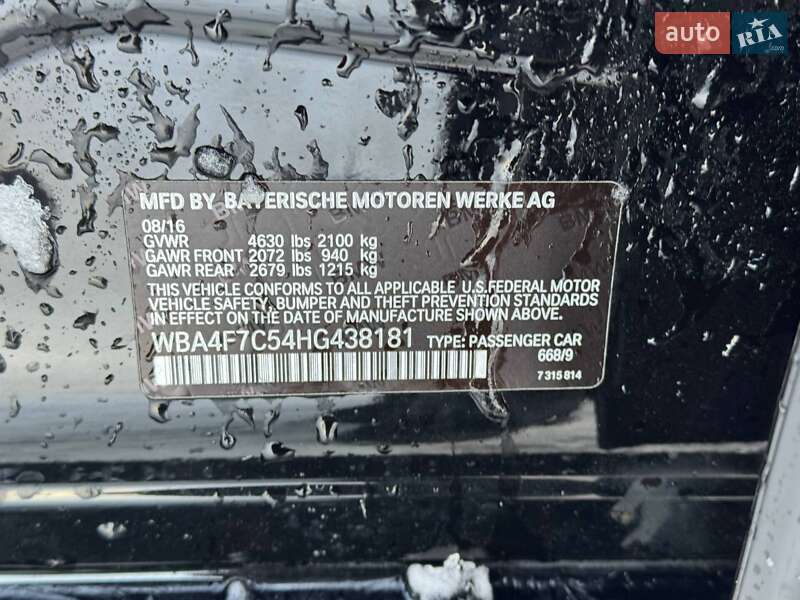 auto RIA
MFD BY BAYERISCHE MOTOREN WERKE AG
08/16
GVWR 4630 lbs 2100 kg
GAWR FRONT 2072 lbs 940 kg
GAWR REAR 2679 lbs 1215 kg
THIS VEHICLE CONFORMS TO ALL APPLICABLE U.S.FEDERAL MOTOR
VEHICLE SAFETY, BUMPER AND THEFT PREVENTION STANDARDS
IN EFFECT ON THE DATE OF MANUFACTURE SHOWN ABOVE.
WBA4F7C54HG438181 TYPE: PASSENGER CAR
668/9
7 315 814